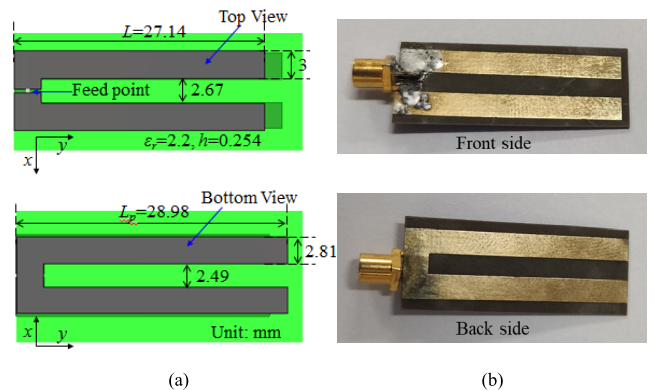 Top View
L=27.14
3
Feed point
2.67
x
y
εr=2.2, h=0.254
Front side
Bottom View
Lp=28.98
2.81
2.49
x
y
Unit: mm
Back side
(a)
(b)